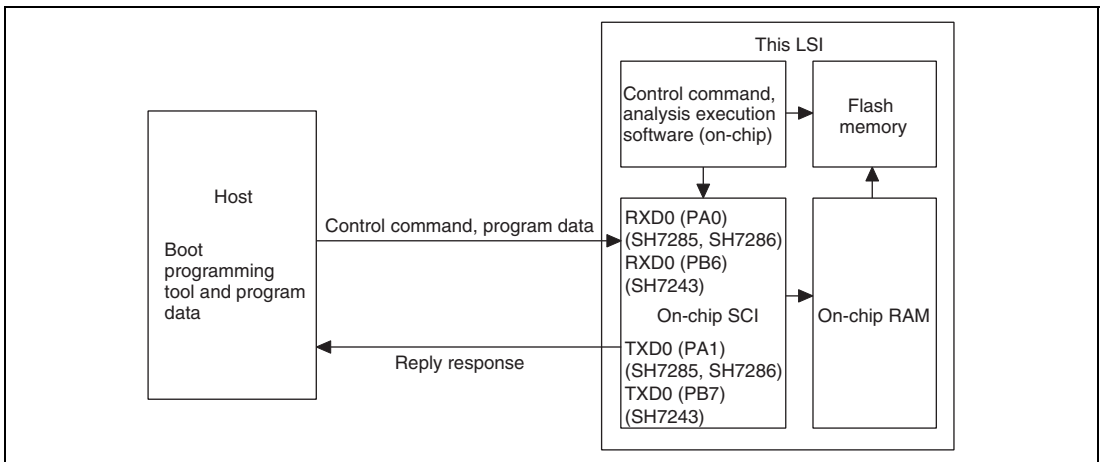 This LSI
Host
Boot
programming
tool and program
data
Control command, program data
Reply response
Control command,
analysis execution
software (on-chip)
Flash
memory
RXD0 (PA0)
(SH7285, SH7286)
RXD0 (PB6)
(SH7243)
On-chip SCI
TXD0 (PA1)
(SH7285, SH7286)
TXD0 (PB7)
(SH7243)
On-chip RAM